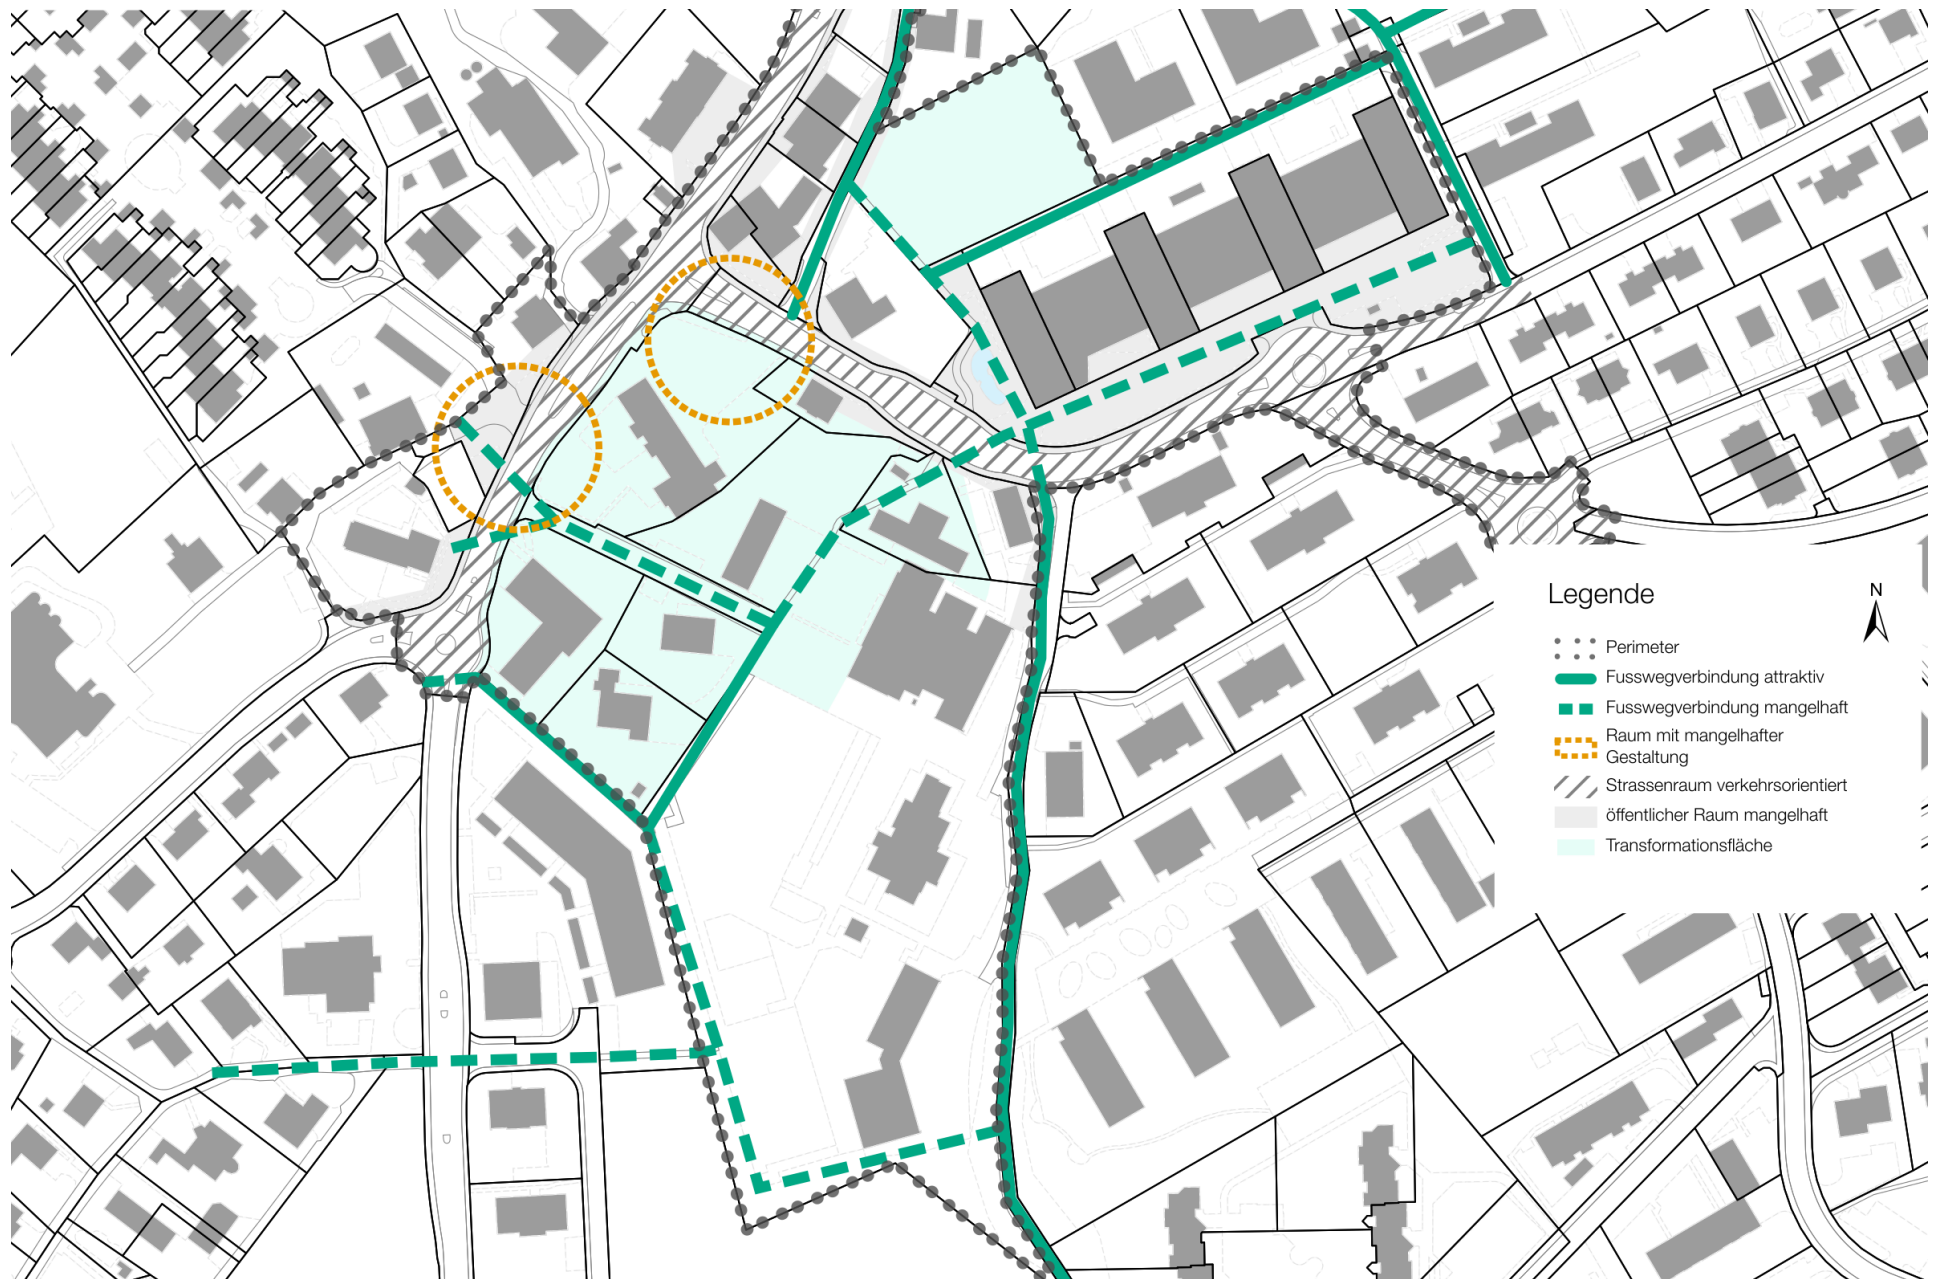 Legende
N
Perimeter
Fusswegverbindung attraktiv
Fusswegverbindung mangelhaft
Raum mit mangelhafter
Gestaltung
Strassenraum verkehrsorientiert
öffentlicher Raum mangelhaft
Transformationsfläche